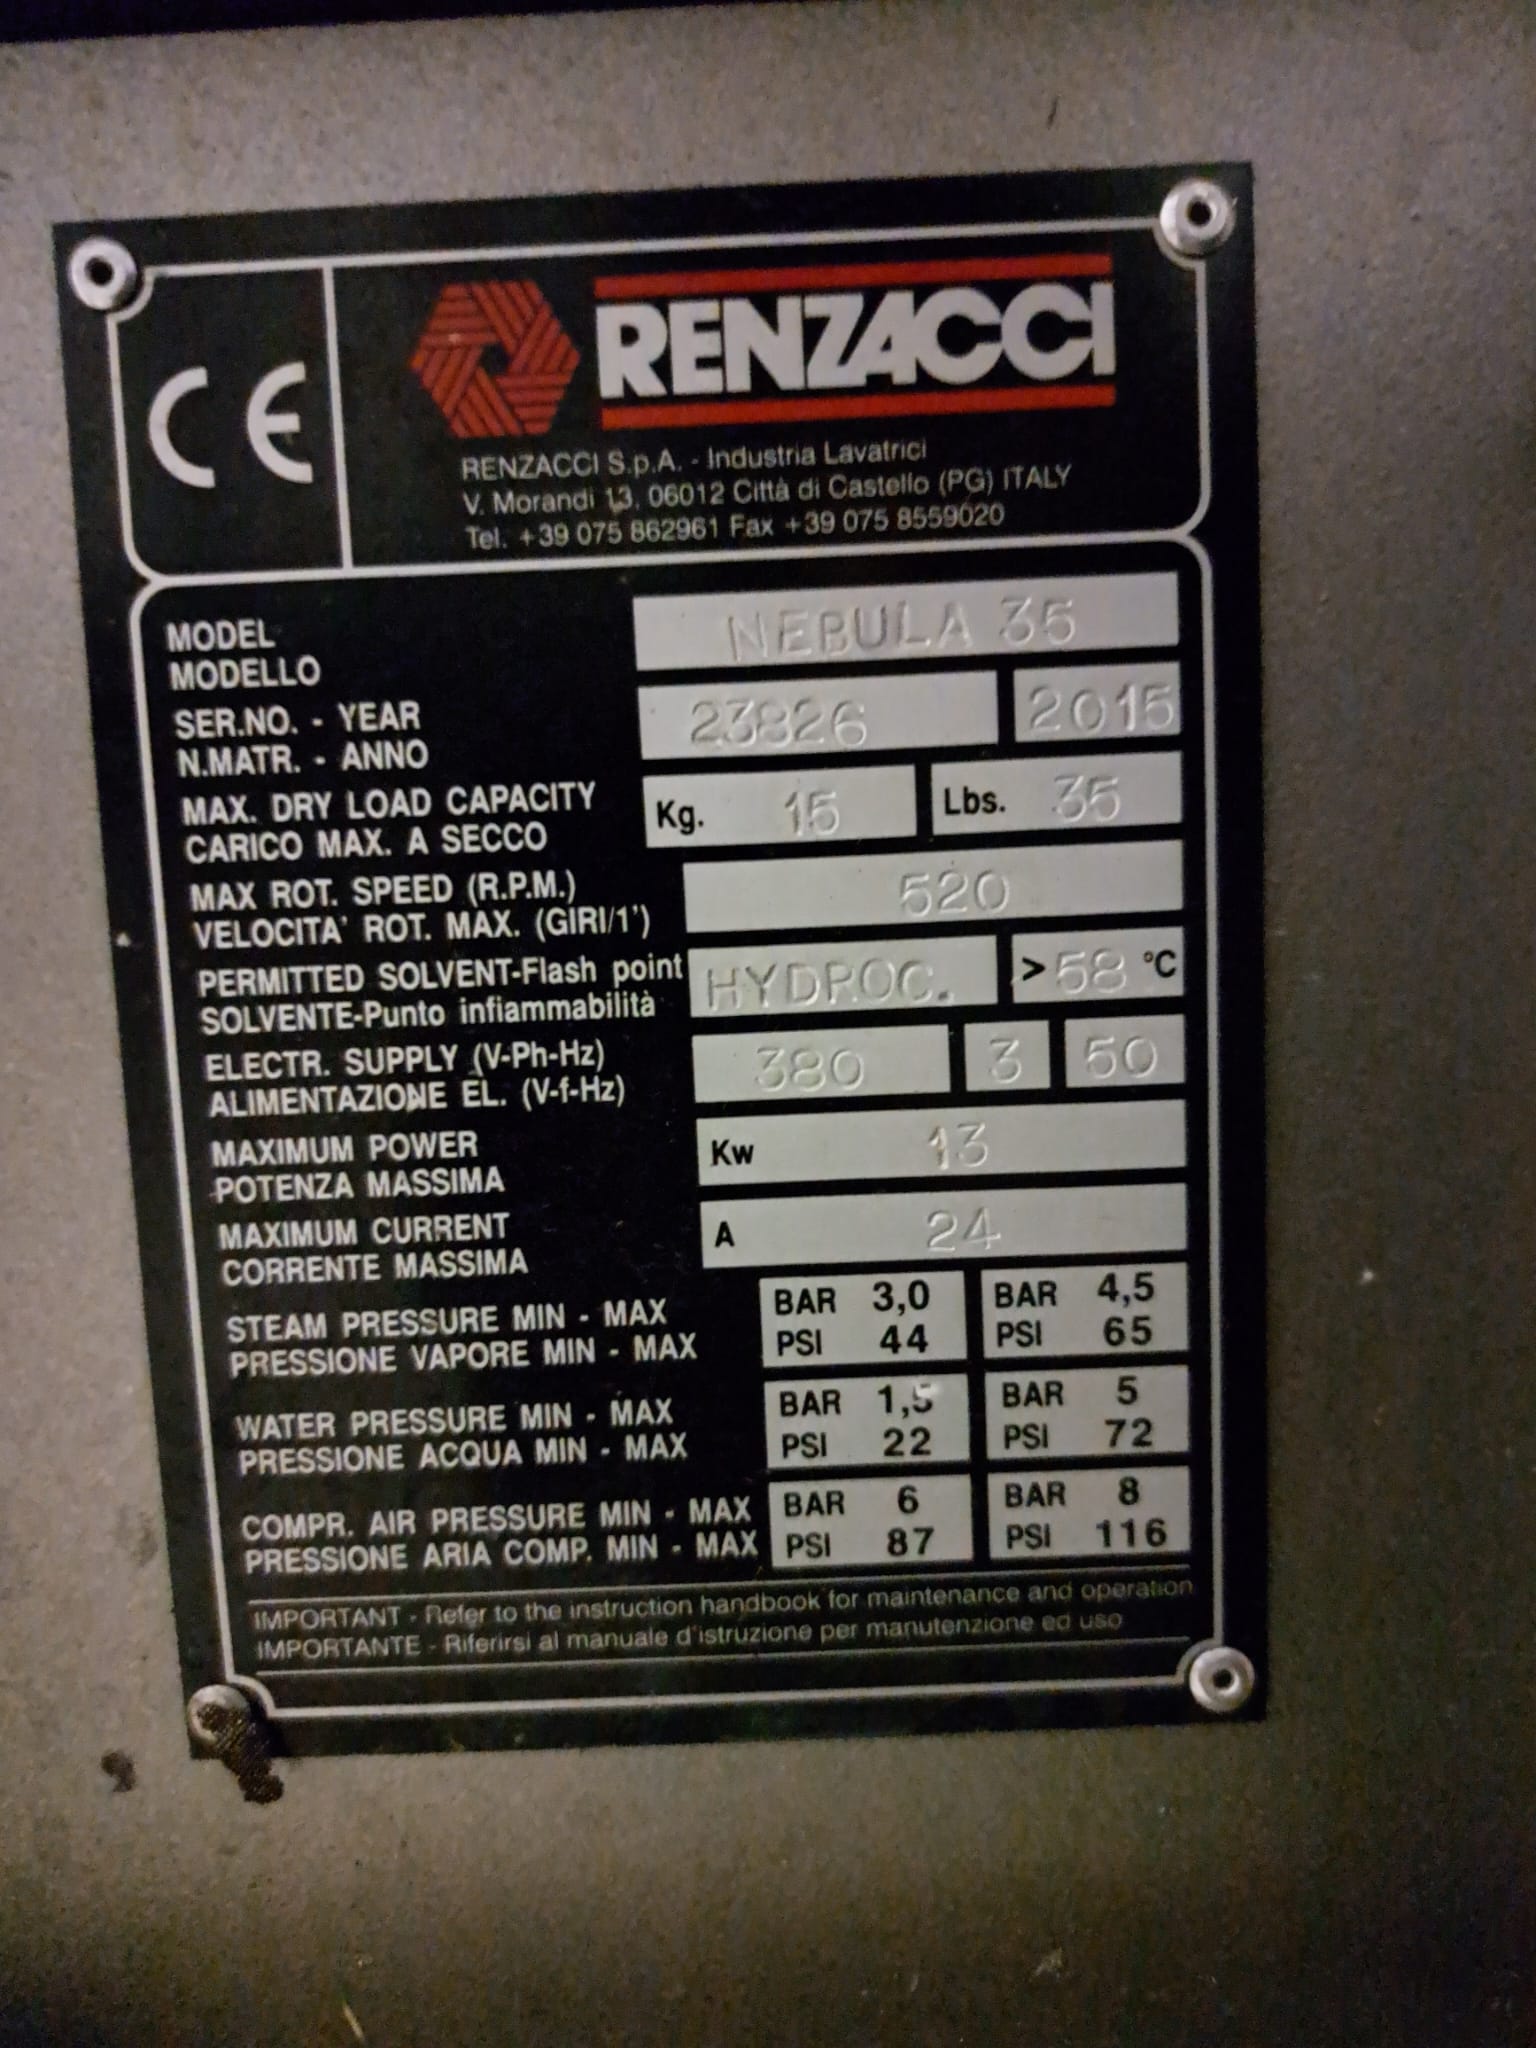 CE
RENZACCI
RENZACCI S.p.A. - Industria Lavatrici
V. Morandi 13, 06012 Città di Castello (PG) ITALY
Tel. +39 075 862961 Fax +39 075 8559020
MODEL
MODELLO
NEBULA 35
SER.NO. - YEAR
N.MATR. - ANNO
23826 2015
MAX. DRY LOAD CAPACITY
CARICO MAX. A SECCO
Kg. 15 Lbs. 35
MAX ROT. SPEED (R.P.M.)
VELOCITA' ROT. MAX. (GIRI/1')
520
PERMITTED SOLVENT-Flash point
SOLVENTE-Punto infiammabilità
HYDROC. >58 °C
ELECTR. SUPPLY (V-Ph-Hz)
ALIMENTAZIONE EL. (V-f-Hz)
380 3 50
MAXIMUM POWER
POTENZA MASSIMA
Kw 13
MAXIMUM CURRENT
CORRENTE MASSIMA
A 24
STEAM PRESSURE MIN - MAX
PRESSIONE VAPORE MIN - MAX
BAR 3,0 BAR 4,5
PSI 44 PSI 65
WATER PRESSURE MIN - MAX
PRESSIONE ACQUA MIN - MAX
BAR 1,5 BAR 5
PSI 22 PSI 72
COMPR. AIR PRESSURE MIN - MAX
PRESSIONE ARIA COMP. MIN - MAX
BAR 6 BAR 8
PSI 87 PSI 116
IMPORTANT - Refer to the instruction handbook for maintenance and operation
IMPORTANTE - Riferirsi al manuale d'istruzione per manutenzione ed uso